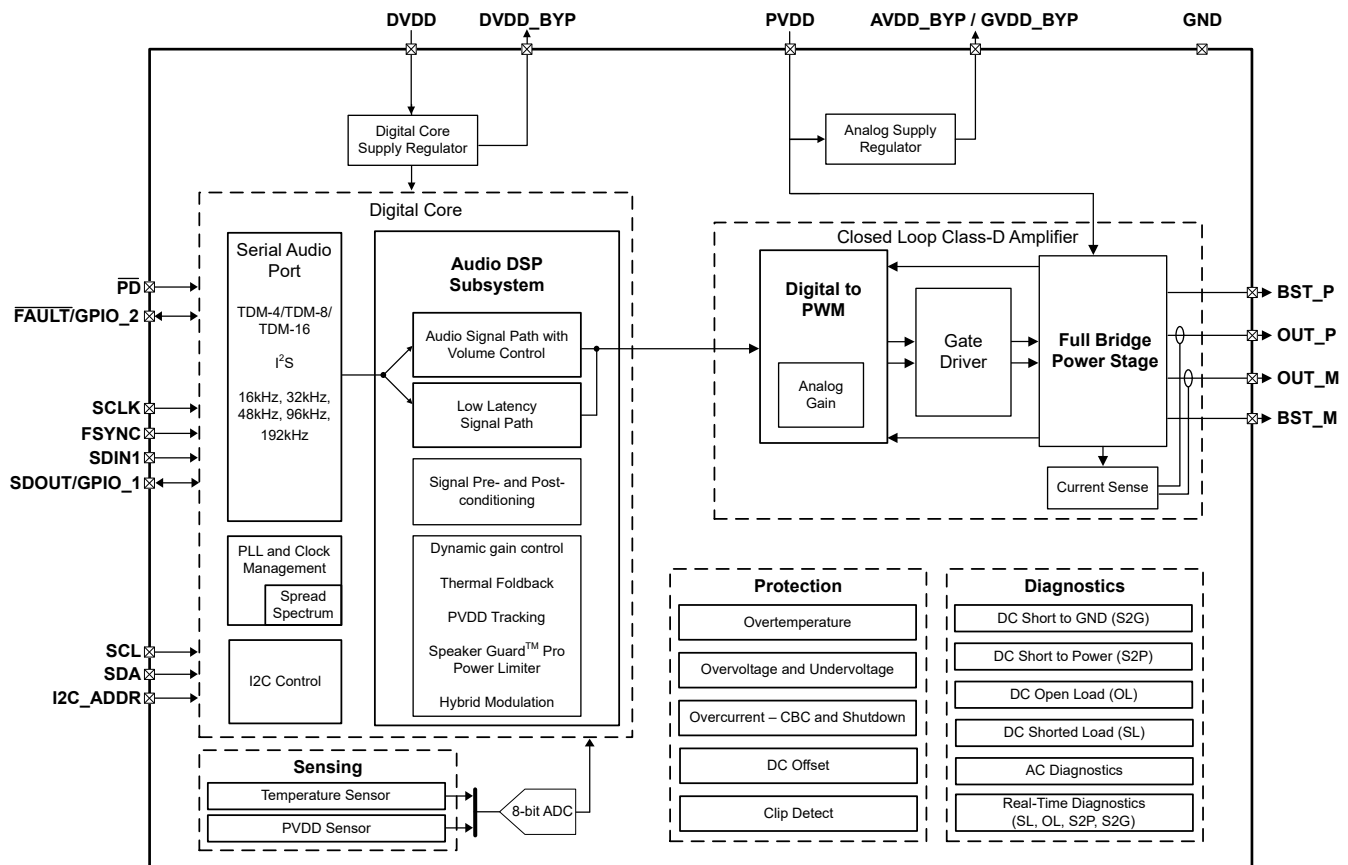 DVDD
DVDD_BYP
PVDD
AVDD_BYP / GVDD_BYP
GND
Digital Core
Supply Regulator
Analog Supply
Regulator
Digital Core
Serial Audio
Port
TDM-4/TDM-8/
TDM-16
I²S
16kHz, 32kHz,
48kHz, 96kHz,
192kHz
Audio DSP
Subsystem
Audio Signal Path with
Volume Control
Low Latency
Signal Path
Signal Pre- and Post-
conditioning
Dynamic gain control
Thermal Foldback
PVDD Tracking
Speaker Guard™ Pro
Power Limiter
Hybrid Modulation
PLL and Clock
Management
Spread
Spectrum
I2C Control
PD
FAULT/GPIO_2
SCLK
FSYNC
SDIN1
SDOUT/GPIO_1
SCL
SDA
I2C_ADDR
Closed Loop Class-D Amplifier
Digital to
PWM
Analog
Gain
Gate
Driver
Full Bridge
Power Stage
Current Sense
BST_P
OUT_P
OUT_M
BST_M
Sensing
Temperature Sensor
PVDD Sensor
8-bit ADC
Protection
Overtemperature
Overvoltage and Undervoltage
Overcurrent – CBC and Shutdown
DC Offset
Clip Detect
Diagnostics
DC Short to GND (S2G)
DC Short to Power (S2P)
DC Open Load (OL)
DC Shorted Load (SL)
AC Diagnostics
Real-Time Diagnostics
(SL, OL, S2P, S2G)